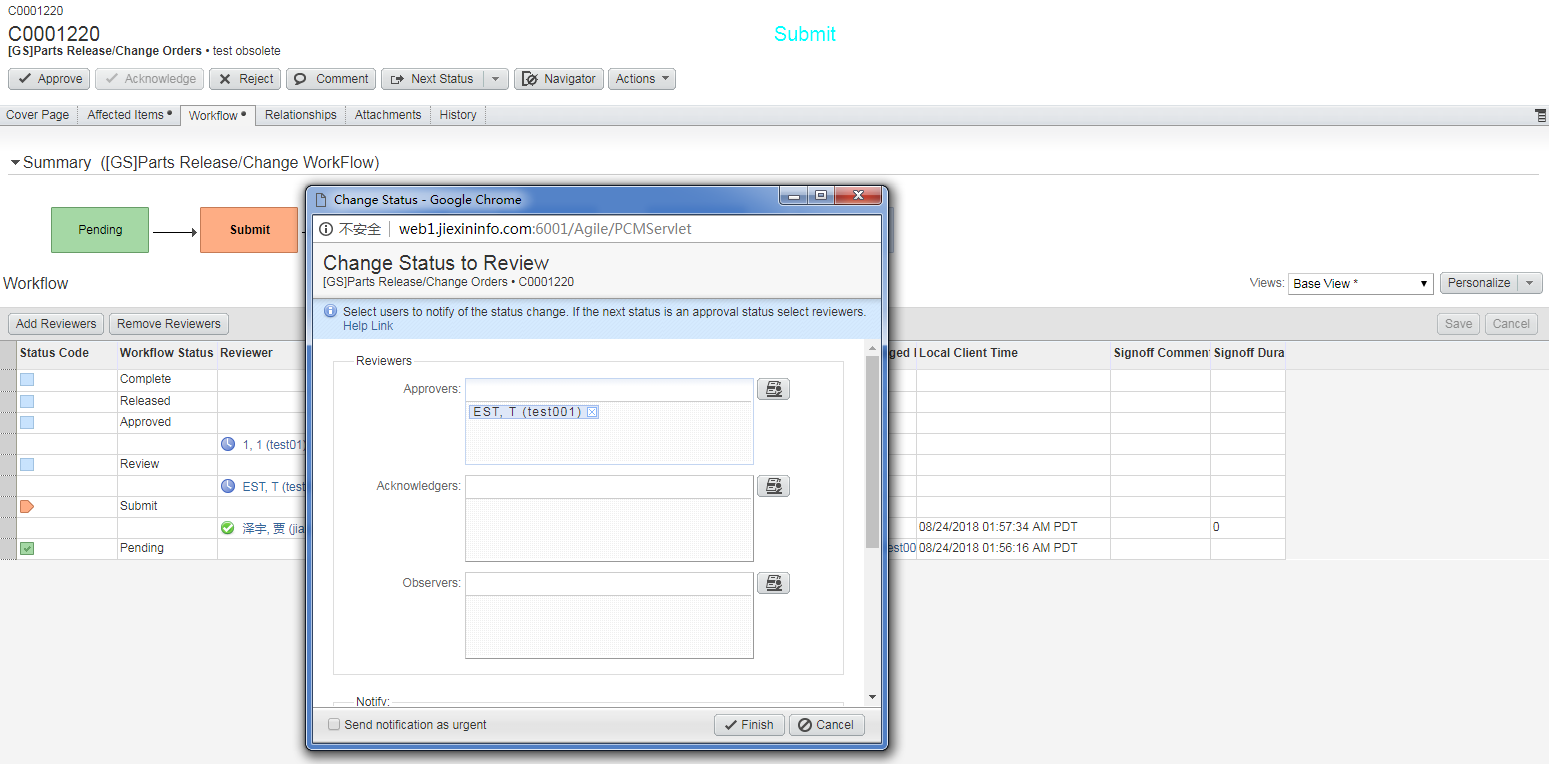 C0001220
C0001220
Submit
[GS]Parts Release/Change Orders • test obsolete
Approve Acknowledge Reject Comment Next Status Navigator Actions
Cover Page Affected Items • Workflow • Relationships Attachments History
Summary ([GS]Parts Release/Change WorkFlow)
Pending Submit
Change Status - Google Chrome
不安全 web1.jiexininfo.com:6001/Agile/PCMServlet
Change Status to Review
[GS]Parts Release/Change Orders • C0001220
Select users to notify of the status change. If the next status is an approval status select reviewers.
Help Link
Reviewers
Approvers:
EST, T (test001)
Acknowledgers:
Observers:
Notify:
Send notification as urgent Finish Cancel
Workflow Views: Base View * Personalize
Add Reviewers Remove Reviewers Save Cancel
Status Code Workflow Status Reviewer ged Local Client Time Signoff Commen Signoff Dura
Complete
Released
Approved
1, 1 (test01)
Review
EST, T (test
Submit
泽宇, 贾 (jia 08/24/2018 01:57:34 AM PDT 0
Pending est00 08/24/2018 01:56:16 AM PDT